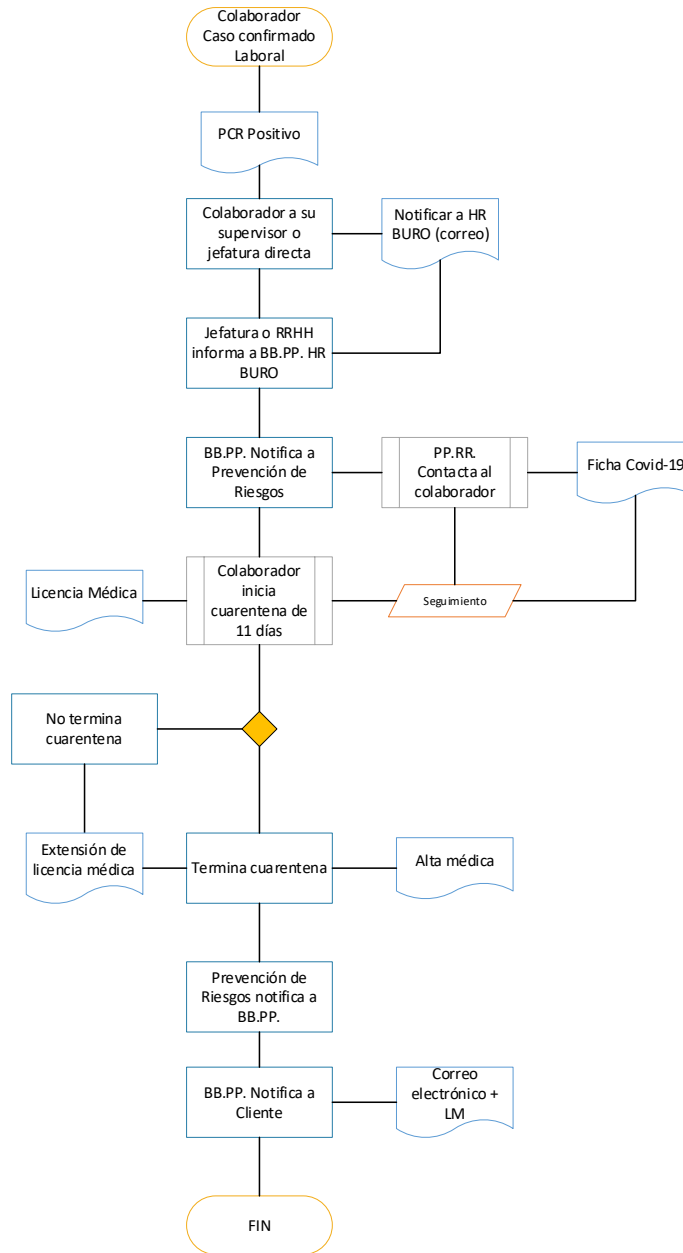 Colaborador
Caso confirmado
Laboral
PCR Positivo
Colaborador a su
supervisor o
jefatura directa
Notificar a HR
BURO (correo)
Jefatura o RRHH
informa a BB.PP. HR
BURO
BB.PP. Notifica a
Prevención de
Riesgos
PP.RR.
Contacta al
colaborador
Ficha Covid-19
Licencia Médica
Colaborador
inicia
cuarentena de
11 días
Seguimiento
No termina
cuarentena
Extensión de
licencia médica
Termina cuarentena
Alta médica
Prevención de
Riesgos notifica a
BB.PP.
BB.PP. Notifica a
Cliente
Correo
electrónico +
LM
FIN